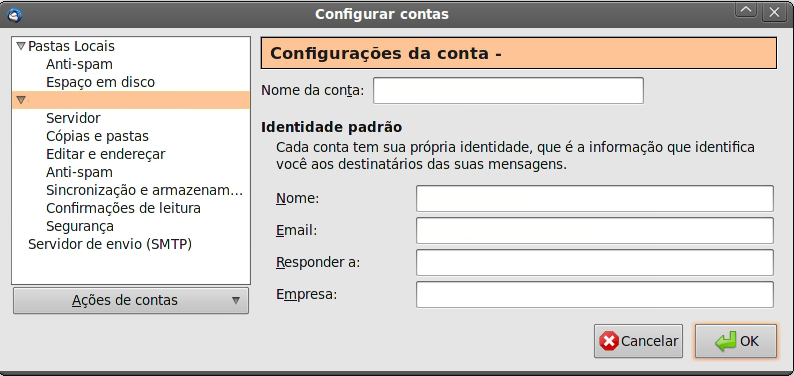 Configurar contas
Pastas Locais
Anti-spam
Espaço em disco
Servidor
Cópias e pastas
Editar e endereçar
Anti-spam
Sincronização e armazenam...
Confirmações de leitura
Segurança
Servidor de envio (SMTP)
Ações de contas
Configurações da conta -
Nome da conta:
Identidade padrão
Cada conta tem sua própria identidade, que é a informação que identifica
você aos destinatários das suas mensagens.
Nome:
Email:
Responder a:
Empresa:
Cancelar
OK